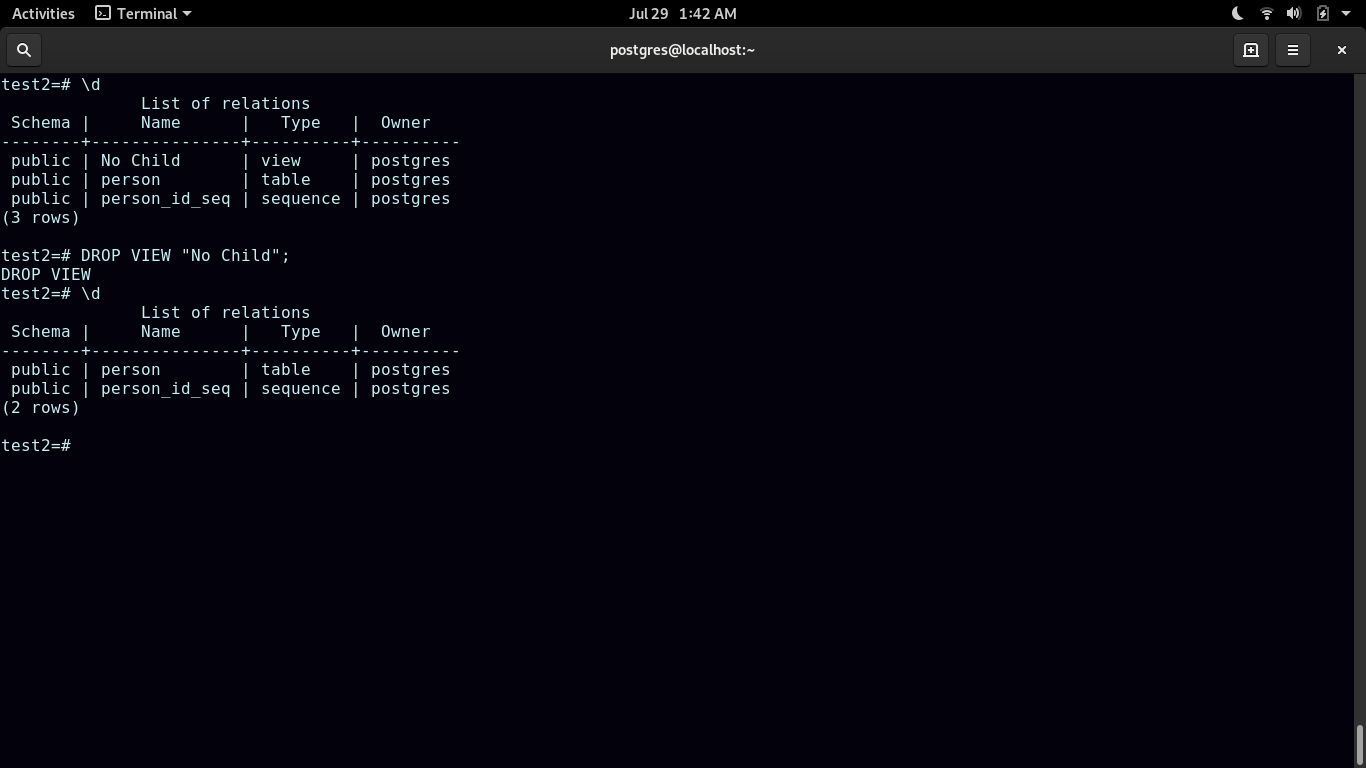 Activities Terminal Jul 29 1:42 AM
postgres@localhost:~
test2=# \d
              List of relations
 Schema |     Name      |   Type   |  Owner
--------+---------------+----------+----------
 public | No Child      | view     | postgres
 public | person        | table    | postgres
 public | person_id_seq | sequence | postgres
(3 rows)

test2=# DROP VIEW "No Child";
DROP VIEW
test2=# \d
              List of relations
 Schema |     Name      |   Type   |  Owner
--------+---------------+----------+----------
 public | person        | table    | postgres
 public | person_id_seq | sequence | postgres
(2 rows)

test2=#